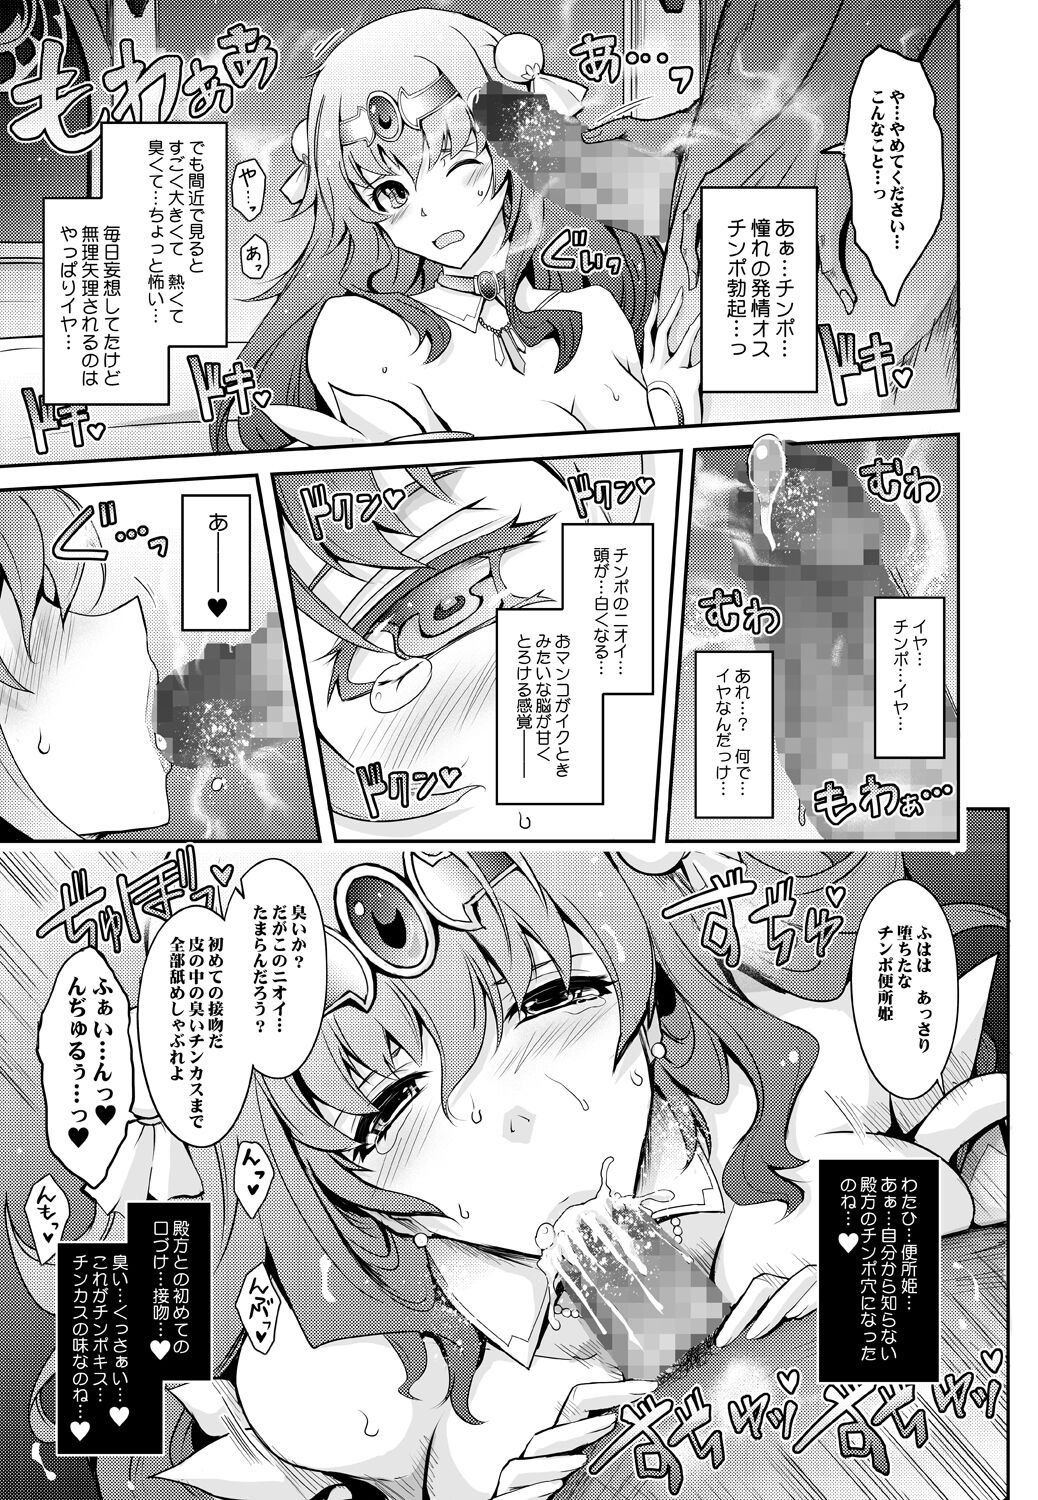 や…やめてください…
こんなこと…っ
あ…っ
あぁ…チンポ…
憧れの発情オス
チンポ勃起…っ
ぐぃっ
もわぁぁあ
や…っ
あっ
でも間近で見ると
すごく大きくて 熱くて
臭くて…ちょっと怖い…
毎日妄想してたけど
無理矢理されるのは
やっぱりイヤ…
ドキ
ドキ♥
ドキ
ドキ♥
ドキ
ドキ♥
むわ
むわ
イヤ…
チンポ…イヤ…
あれ…? 何で…
イヤなんだっけ…
もわぁ…
ドクン♥
ドクン♥
チンポのニオイ…
頭が…白くなる…
おマンコがイクとき
みたいな脳が甘く
とろける感覚――
ドクン♥
あ――♥
ぐ…っ
ずぢゅ♥
ふはは あっさり
堕ちたな
チンポ便所姫
わたひ…便所姫…
あぁ…自分から知らない
殿方のチンポ穴になった
のね…♥
ぢゅぽっ♥
臭いか?
だがこのニオイ…
たまらんだろう?
初めての接吻だ
皮の中の臭いチンカスまで
全部舐めしゃぶれよ
ふぁい…んっ♥
んぢゅるぅ…っ♥
んっ♥
んぶっ♥
んもっ
殿方との初めての
口づけ…接吻…♥
臭い…くっさぁい…♥
これがチンポキス…
チンカスの味なのね…♥